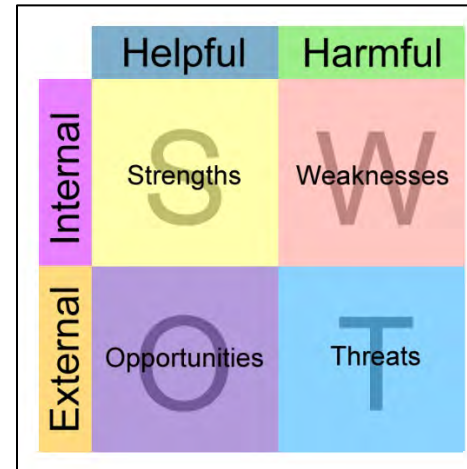 Helpful
Harmful
Internal
S
Strengths
W
Weaknesses
External
O
Opportunities
T
Threats